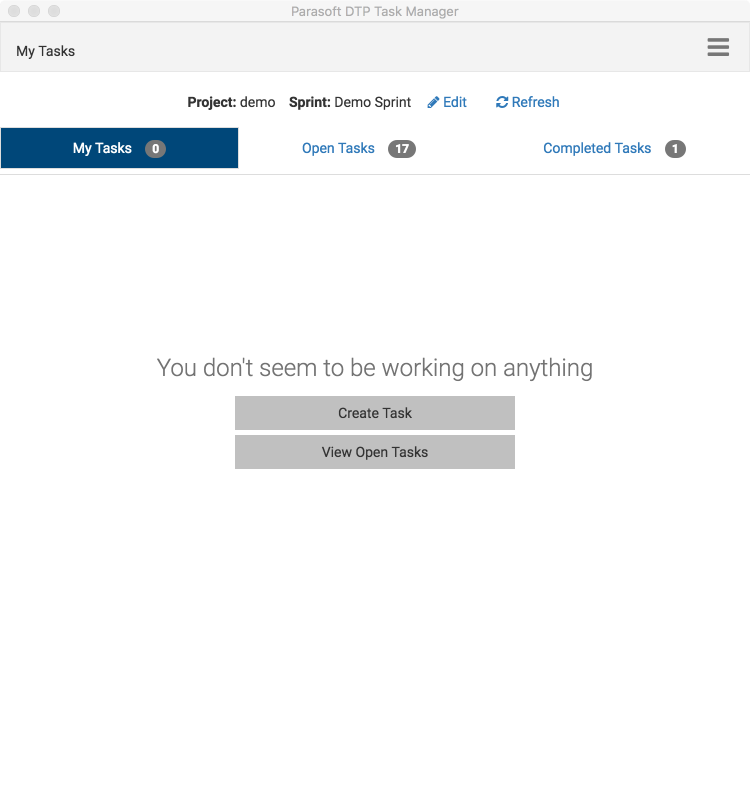 Parasoft DTP Task Manager
My Tasks
Project: demo Sprint: Demo Sprint Edit Refresh
My Tasks 0 Open Tasks 17 Completed Tasks 1
You don't seem to be working on anything
Create Task
View Open Tasks